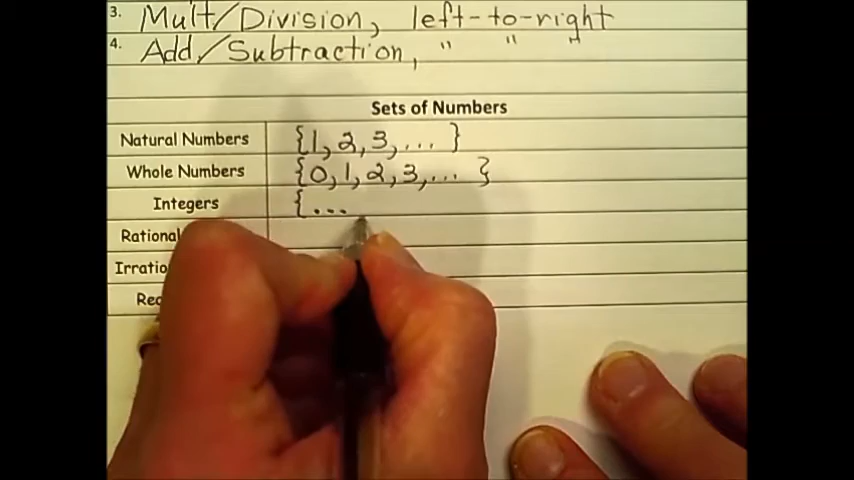 3. Mult/Division, left-to-right
4. Add/Subtraction, " " "
Sets of Numbers
Natural Numbers {1, 2, 3, ... }
Whole Numbers {0, 1, 2, 3, ... }
Integers {...
Rational